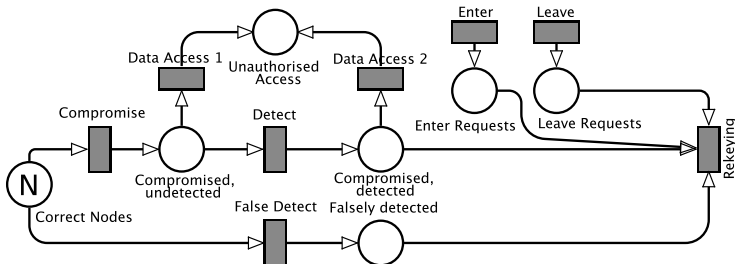 Enter
Leave
Data Access 1
Unauthorised
Access
Data Access 2
Compromise
Detect
Enter Requests
Leave Requests
Rekeying
Compromised,
undetected
Compromised,
detected
N
Correct Nodes
False Detect
Falsely detected